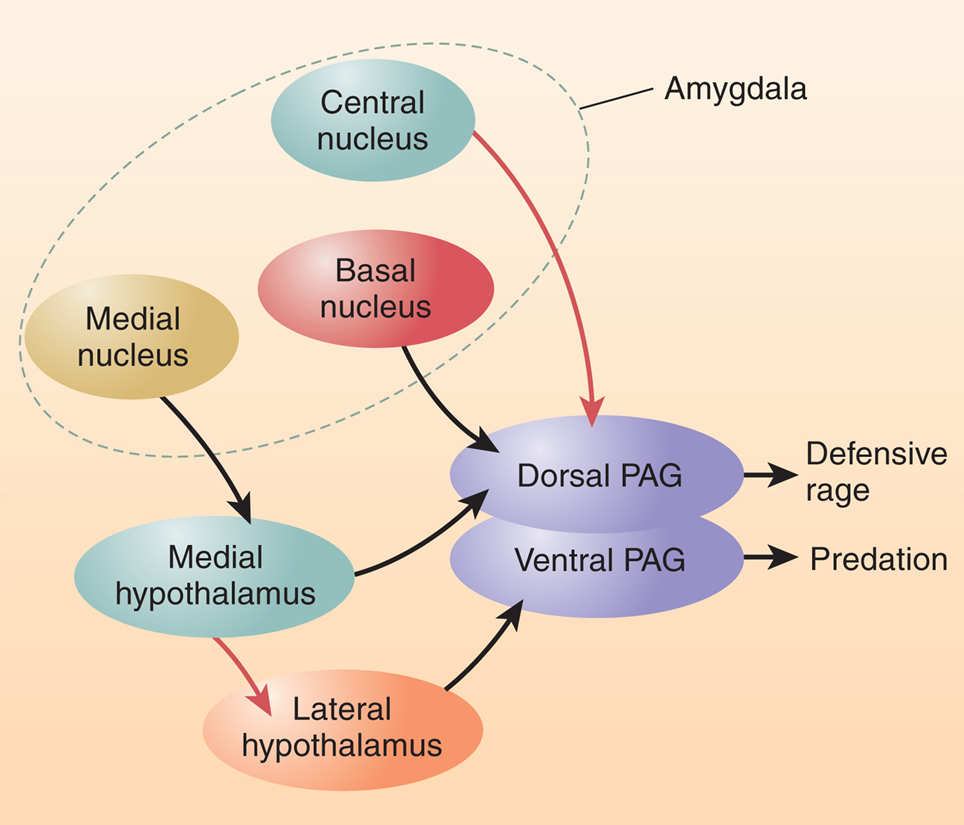 Central
nucleus
Amygdala
Basal
nucleus
Medial
nucleus
Dorsal PAG
Defensive
rage
Ventral PAG
Predation
Medial
hypothalamus
Lateral
hypothalamus